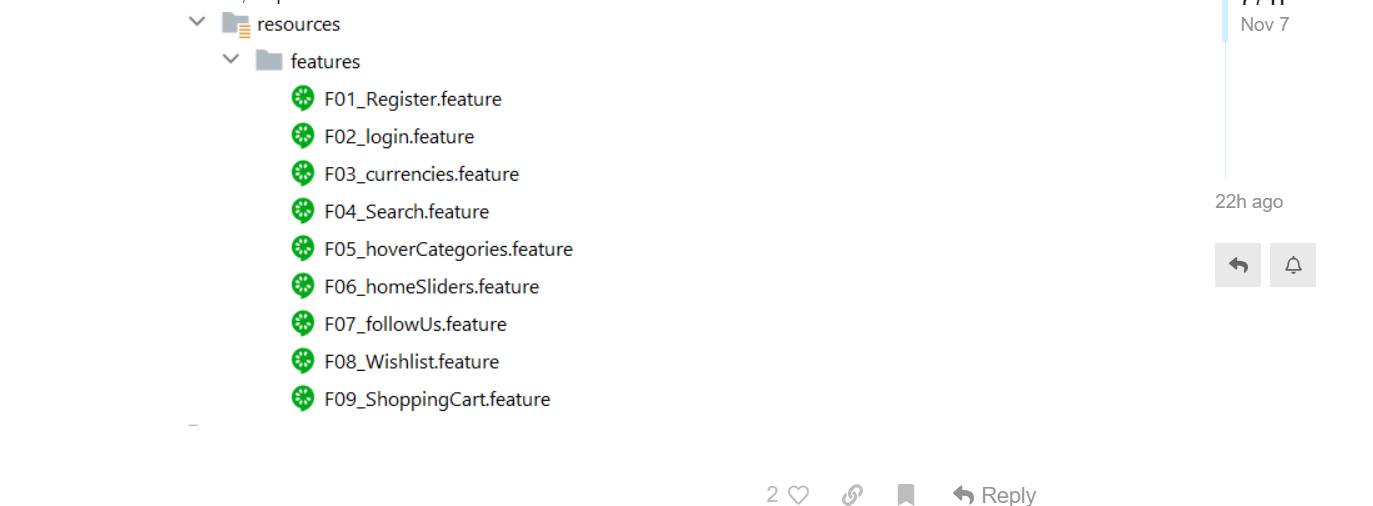 resources
Nov 7
features
F01_Register.feature
F02_login.feature
F03_currencies.feature
22h ago
F04_Search.feature
F05_hoverCategories.feature
F06_homeSliders.feature
F07_followUs.feature
F08_Wishlist.feature
F09_ShoppingCart.feature
2
Reply